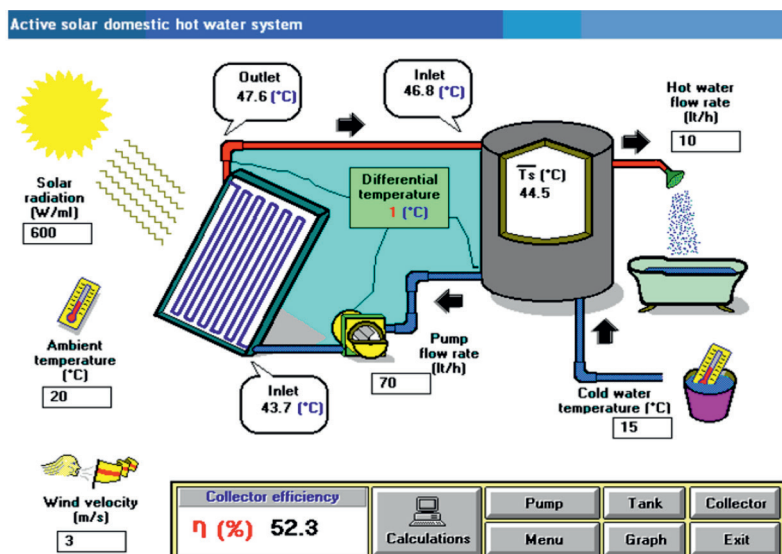 Active solar domestic hot water system
Outlet
47.6 (°C)
Inlet
46.8 (°C)
Hot water
flow rate
(lt/h)
10
Solar
radiation
(W/ml)
600
Differential
temperature
1 (°C)
Ts (°C)
44.5
Ambient
temperature
(°C)
20
Inlet
43.7 (°C)
Pump
flow rate
(lt/h)
70
Cold water
temperature (°C)
15
Wind velocity
(m/s)
3
Collector efficiency
η (%) 52.3
Calculations
Pump
Tank
Collector
Menu
Graph
Exit